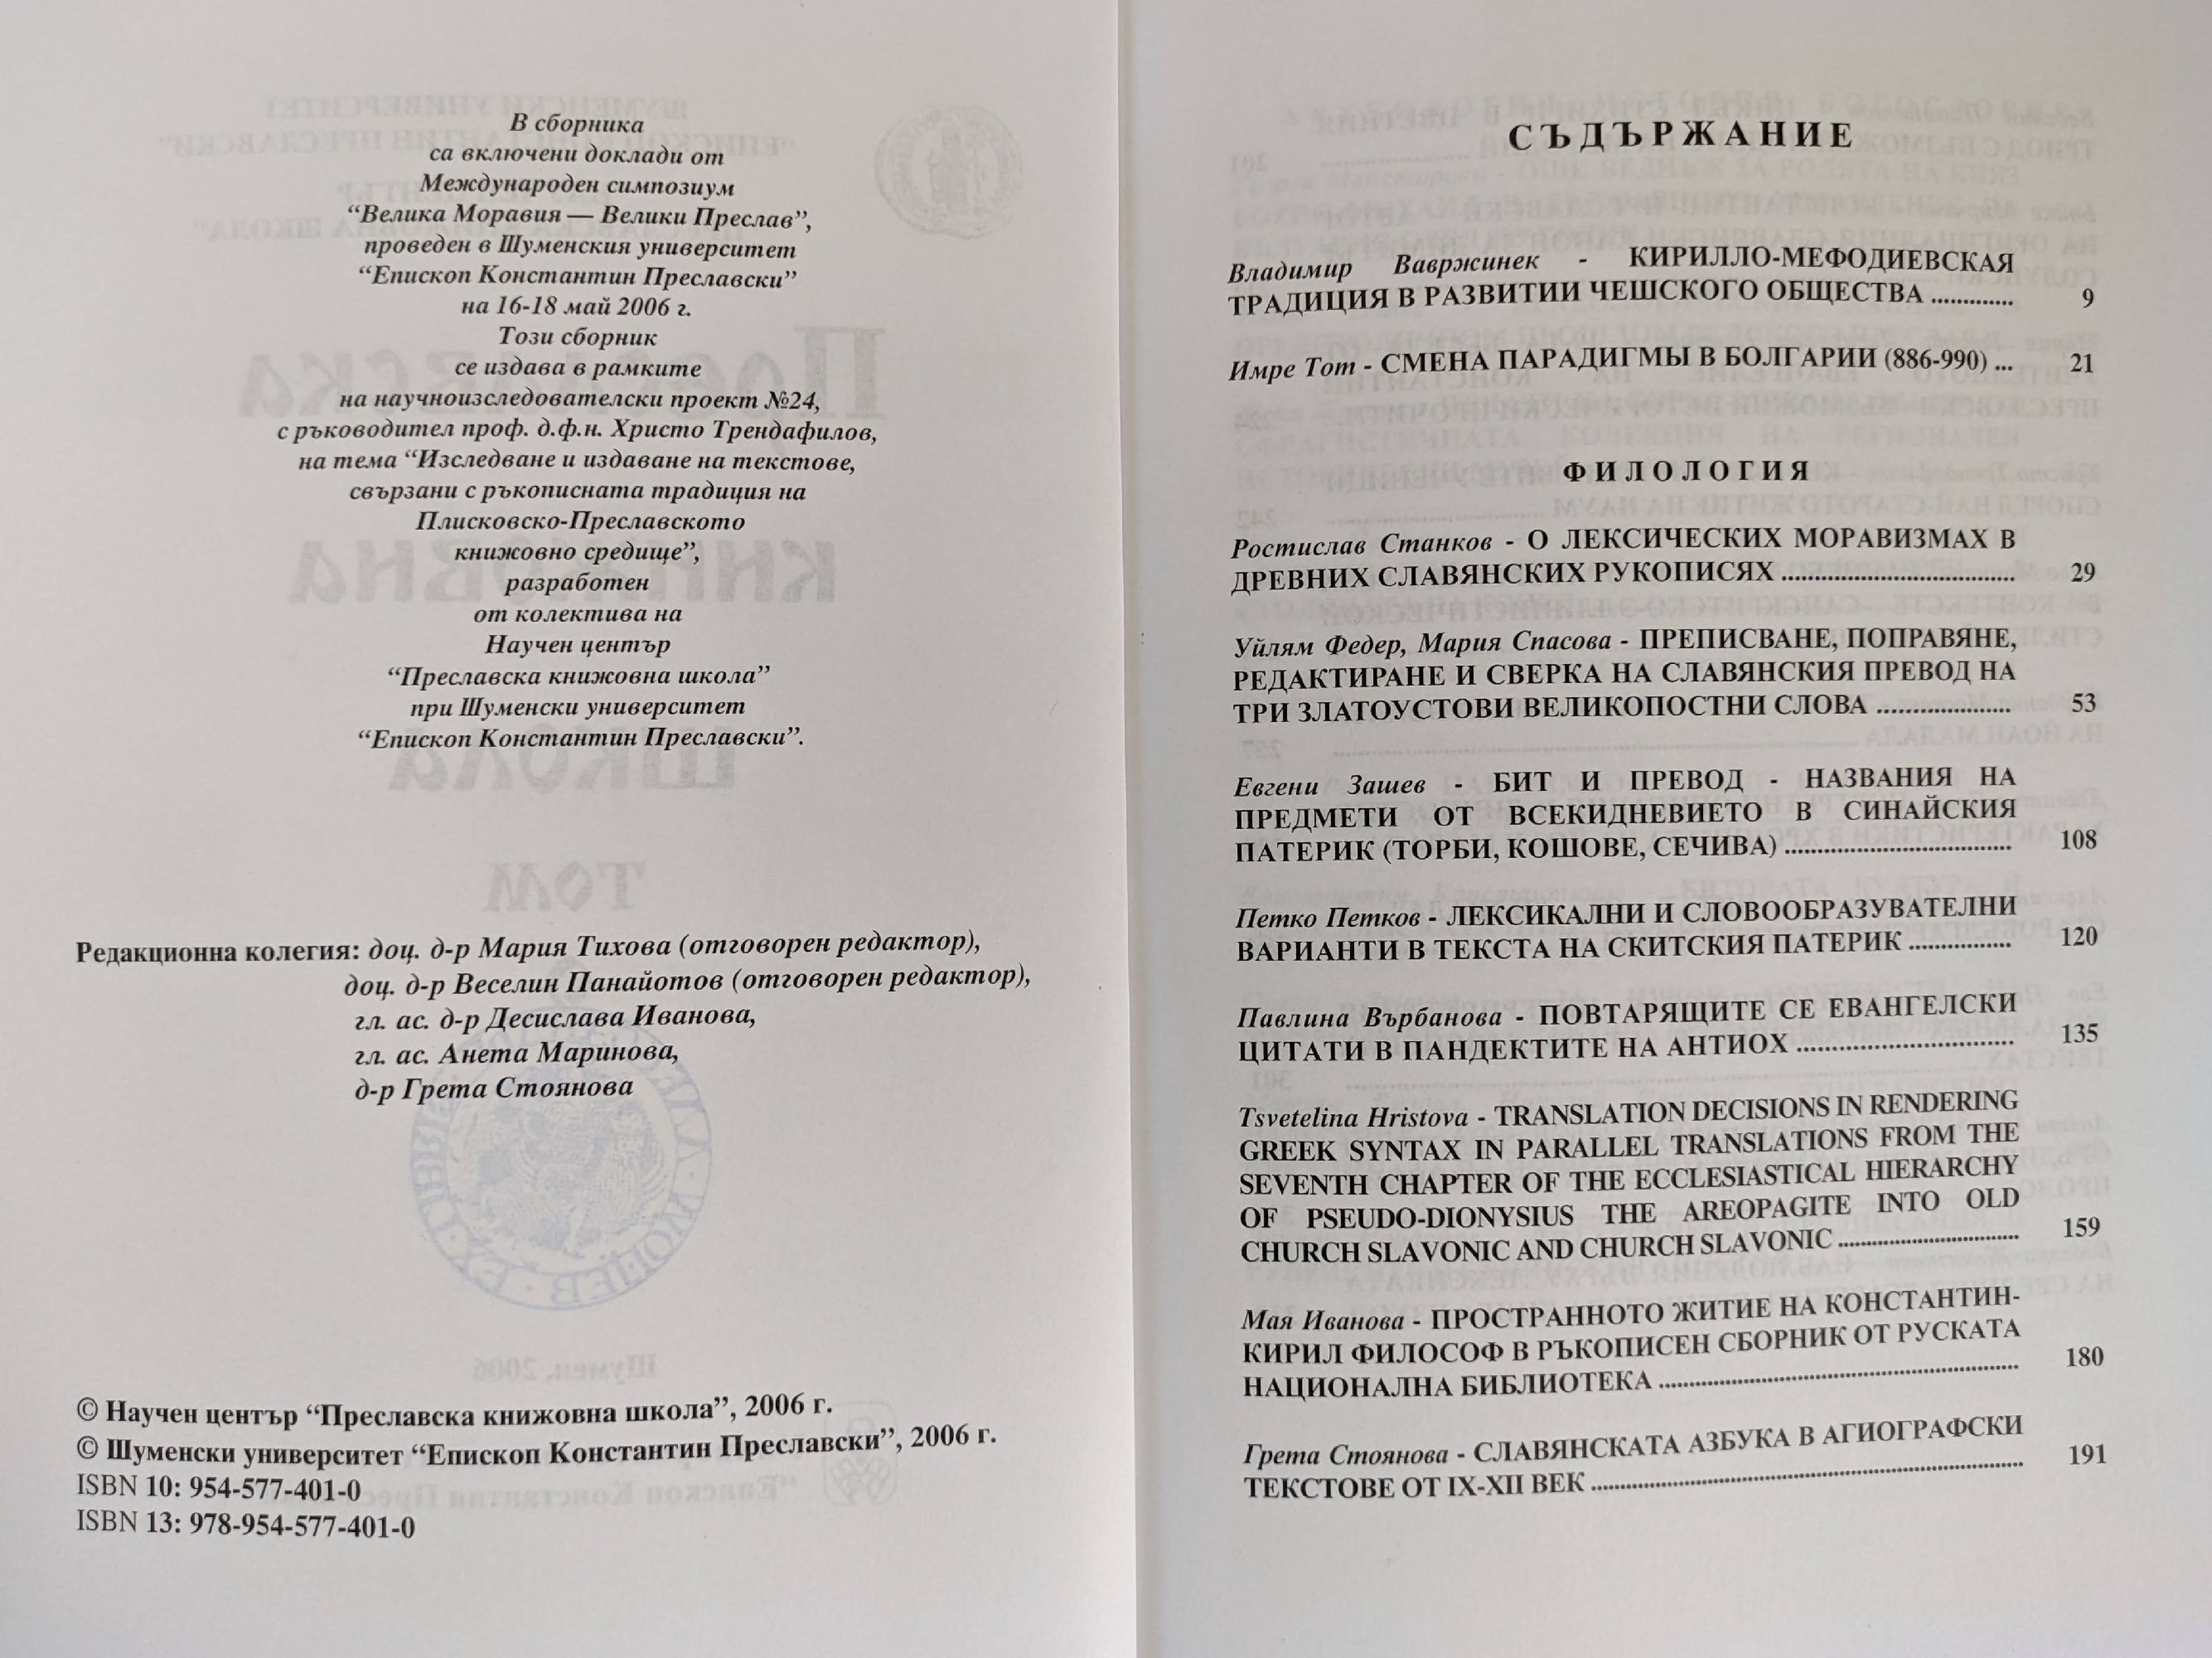 В сборника
са включени доклади от
Международен симпозиум
“Велика Моравия — Велики Преслав”,
проведен в Шуменския университет
“Епископ Константин Преславски”
на 16-18 май 2006 г.
Този сборник
се издава в рамките
на научноизследователски проект №24,
с ръководител проф. д.ф.н. Христо Трендафилов,
на тема “Изследване и издаване на текстове,
свързани с ръкописната традиция на
Плисковско-Преславското
книжовно средище”,
разработен
от колектива на
Научен център
“Преславска книжовна школа”
при Шуменски университет
“Епископ Константин Преславски”.
Редакционна колегия: доц. д-р Мария Тихова (отговорен редактор),
доц. д-р Веселин Панайотов (отговорен редактор),
гл. ас. д-р Десислава Иванова,
гл. ас. Анета Маринова,
д-р Грета Стоянова
© Научен център “Преславска книжовна школа”, 2006 г.
© Шуменски университет “Епископ Константин Преславски”, 2006 г.
ISBN 10: 954-577-401-0
ISBN 13: 978-954-577-401-0
СЪДЪРЖАНИЕ
Владимир Вавржинек - КИРИЛЛО-МЕФОДИЕВСКАЯ
ТРАДИЦИЯ В РАЗВИТИИ ЧЕШСКОГО ОБЩЕСТВА ............. 9
Имре Тот - СМЕНА ПАРАДИГМЫ В БОЛГАРИИ (886-990) ... 21
ФИЛОЛОГИЯ
Ростислав Станков - О ЛЕКСИЧЕСКИХ МОРАВИЗМАХ В
ДРЕВНИХ СЛАВЯНСКИХ РУКОПИСЯХ ................................... 29
Уйлям Федер, Мария Спасова - ПРЕПИСВАНЕ, ПОПРАВЯНЕ,
РЕДАКТИРАНЕ И СВЕРКА НА СЛАВЯНСКИЯ ПРЕВОД НА
ТРИ ЗЛАТОУСТОВИ ВЕЛИКОПОСТНИ СЛОВА .................... 53
Евгени Зашев - БИТ И ПРЕВОД - НАЗВАНИЯ НА
ПРЕДМЕТИ ОТ ВСЕКИДНЕВИЕТО В СИНАЙСКИЯ
ПАТЕРИК (ТОРБИ, КОШОВЕ, СЕЧИВА) .................................. 108
Петко Петков - ЛЕКСИКАЛНИ И СЛОВООБРАЗУВАТЕЛНИ
ВАРИАНТИ В ТЕКСТА НА СКИТСКИЯ ПАТЕРИК ................ 120
Павлина Върбанова - ПОВТАРЯЩИТЕ СЕ ЕВАНГЕЛСКИ
ЦИТАТИ В ПАНДЕКТИТЕ НА АНТИОХ ................................. 135
Tsvetelina Hristova - TRANSLATION DECISIONS IN RENDERING
GREEK SYNTAX IN PARALLEL TRANSLATIONS FROM THE
SEVENTH CHAPTER OF THE ECCLESIASTICAL HIERARCHY
OF PSEUDO-DIONYSIUS THE AREOPAGITE INTO OLD
CHURCH SLAVONIC AND CHURCH SLAVONIC ........................... 159
Мая Иванова - ПРОСТРАННОТО ЖИТИЕ НА КОНСТАНТИН-
КИРИЛ ФИЛОСОФ В РЪКОПИСЕН СБОРНИК ОТ РУСКАТА
НАЦИОНАЛНА БИБЛИОТЕКА ...................................................... 180
Грета Стоянова - СЛАВЯНСКАТА АЗБУКА В АГИОГРАФСКИ
ТЕКСТОВЕ ОТ IX-XII ВЕК ................................................................ 191